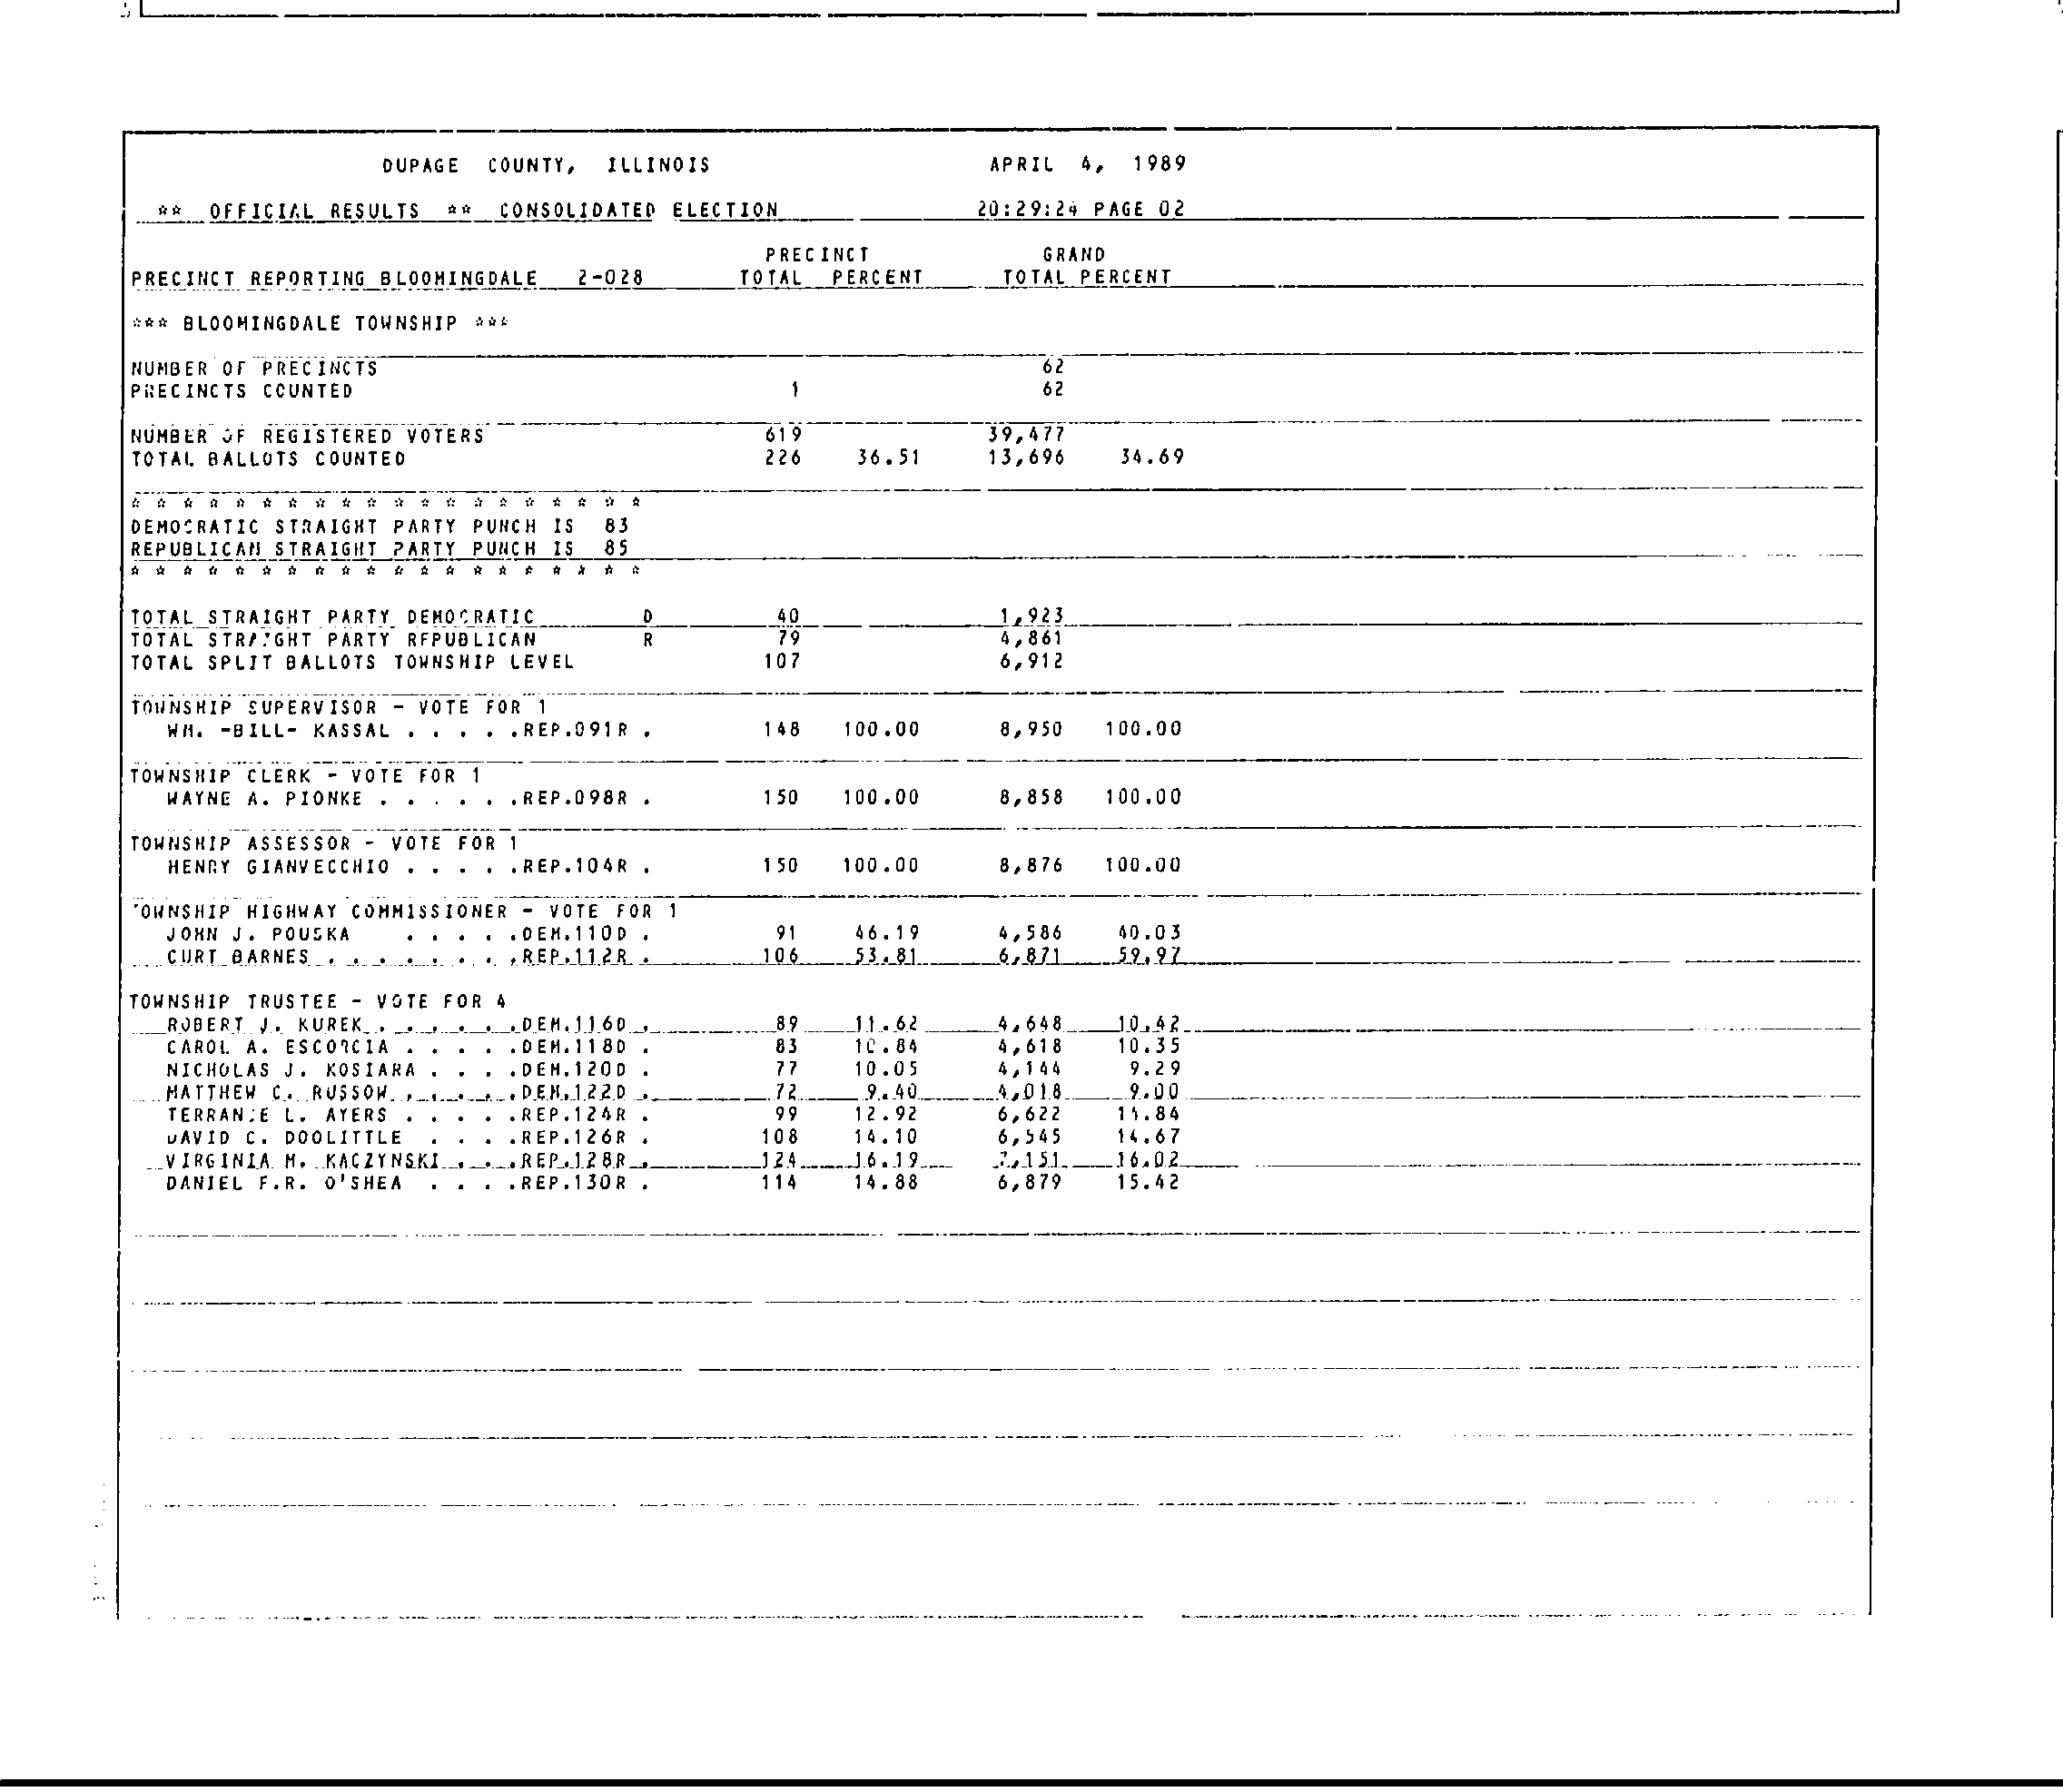 DUPAGE COUNTY, ILLINOIS APRIL 4, 1989
** OFFICIAL RESULTS ** CONSOLIDATED ELECTION 20:29:24 PAGE 02
PRECINCT GRAND
PRECINCT REPORTING BLOOMINGDALE 2-028 TOTAL PERCENT TOTAL PERCENT
*** BLOOMINGDALE TOWNSHIP ***
NUMBER OF PRECINCTS 62
PRECINCTS COUNTED 1 62
NUMBER OF REGISTERED VOTERS 619 39,477
TOTAL BALLOTS COUNTED 226 36.51 13,696 34.69
* * * * * * * * * * * * * * * * * * * *
DEMOCRATIC STRAIGHT PARTY PUNCH IS 83
REPUBLICAN STRAIGHT PARTY PUNCH IS 85
* * * * * * * * * * * * * * * * * * * *
TOTAL STRAIGHT PARTY DEMOCRATIC D 40 1,923
TOTAL STRAIGHT PARTY REPUBLICAN R 79 4,861
TOTAL SPLIT BALLOTS TOWNSHIP LEVEL 107 6,912
TOWNSHIP SUPERVISOR - VOTE FOR 1
WM. -BILL- KASSAL . . . . .REP.091R . 148 100.00 8,950 100.00
TOWNSHIP CLERK - VOTE FOR 1
WAYNE A. PIONKE . . . . . .REP.098R . 150 100.00 8,858 100.00
TOWNSHIP ASSESSOR - VOTE FOR 1
HENRY GIANVECCHIO . . . . .REP.104R . 150 100.00 8,876 100.00
TOWNSHIP HIGHWAY COMMISSIONER - VOTE FOR 1
JOHN J. POUSKA . . . . .DEM.110D . 91 46.19 4,586 40.03
CURT BARNES . . . . . . . .REP.112R . 106 53.81 6,871 59.97
TOWNSHIP TRUSTEE - VOTE FOR 4
ROBERT J. KUREK . . . . . .DEM.116D . 89 11.62 4,648 10.42
CAROL A. ESCORCIA . . . . .DEM.118D . 83 10.84 4,618 10.35
NICHOLAS J. KOSIARA . . . .DEM.120D . 77 10.05 4,144 9.29
MATTHEW C. RUSSOW . . . . .DEM.122D . 72 9.40 4,018 9.00
TERRANCE L. AYERS . . . . .REP.124R . 99 12.92 6,622 14.84
DAVID C. DOOLITTLE . . . .REP.126R . 108 14.10 6,545 14.67
VIRGINIA M. KACZYNSKI . . .REP.128R . 124 16.19 7,151 16.02
DANIEL F.R. O'SHEA . . . .REP.130R . 114 14.88 6,879 15.42